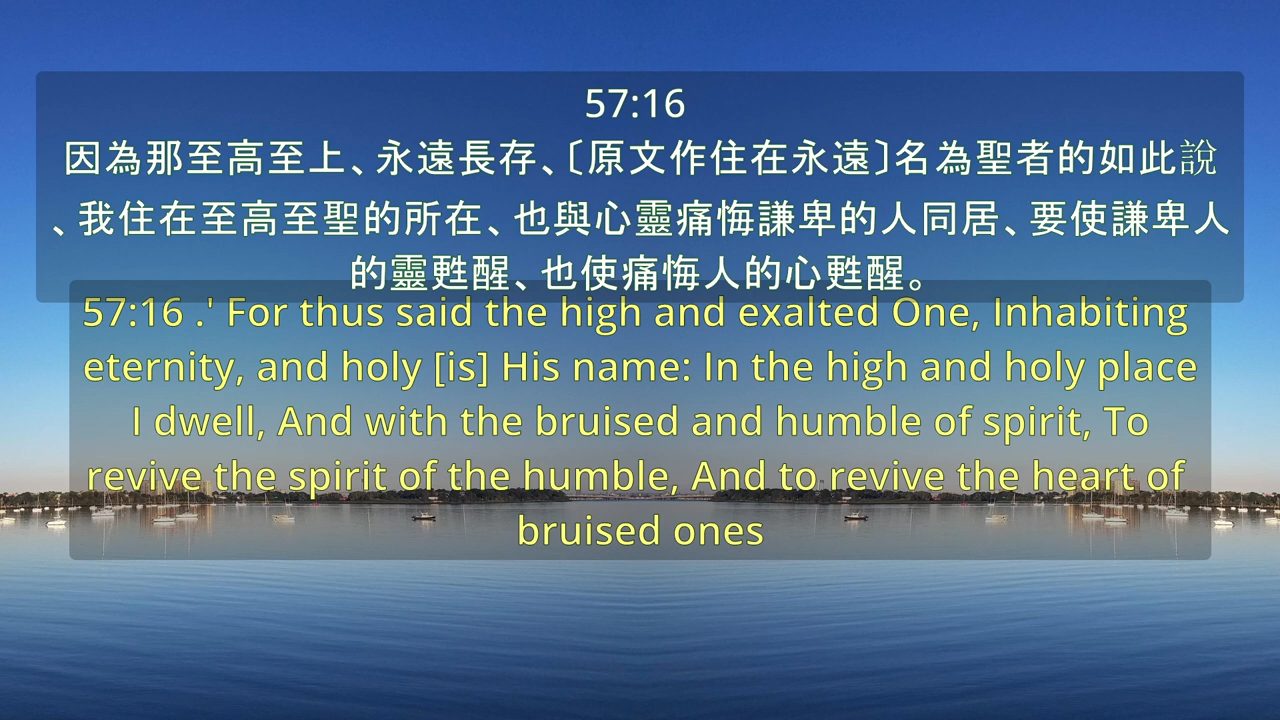 57:16
因為那至高至上、永遠長存、〔原文作住在永遠〕名為聖者的如此說
、我住在至高至聖的所在、也與心靈痛悔謙卑的人同居、要使謙卑人
的靈甦醒、也使痛悔人的心甦醒。
57:16 .' For thus said the high and exalted One, Inhabiting
eternity, and holy [is] His name: In the high and holy place
I dwell, And with the bruised and humble of spirit, To
revive the spirit of the humble, And to revive the heart of
bruised ones